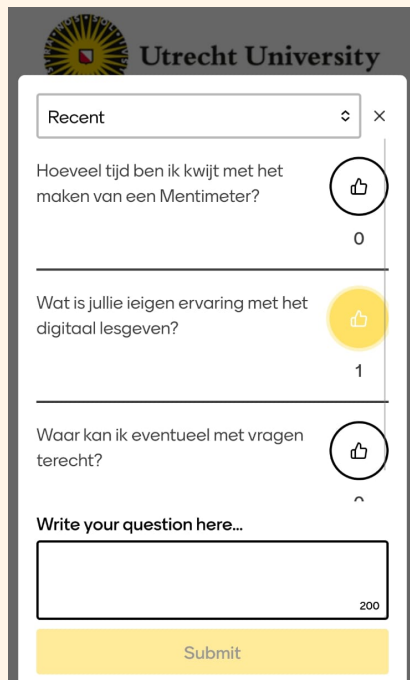 Utrecht University
Recent
Hoeveel tijd ben ik kwijt met het
maken van een Mentimeter?
0
Wat is jullie ieigen ervaring met het
digitaal lesgeven?
1
Waar kan ik eventueel met vragen
terecht?
Write your question here...
200
Submit